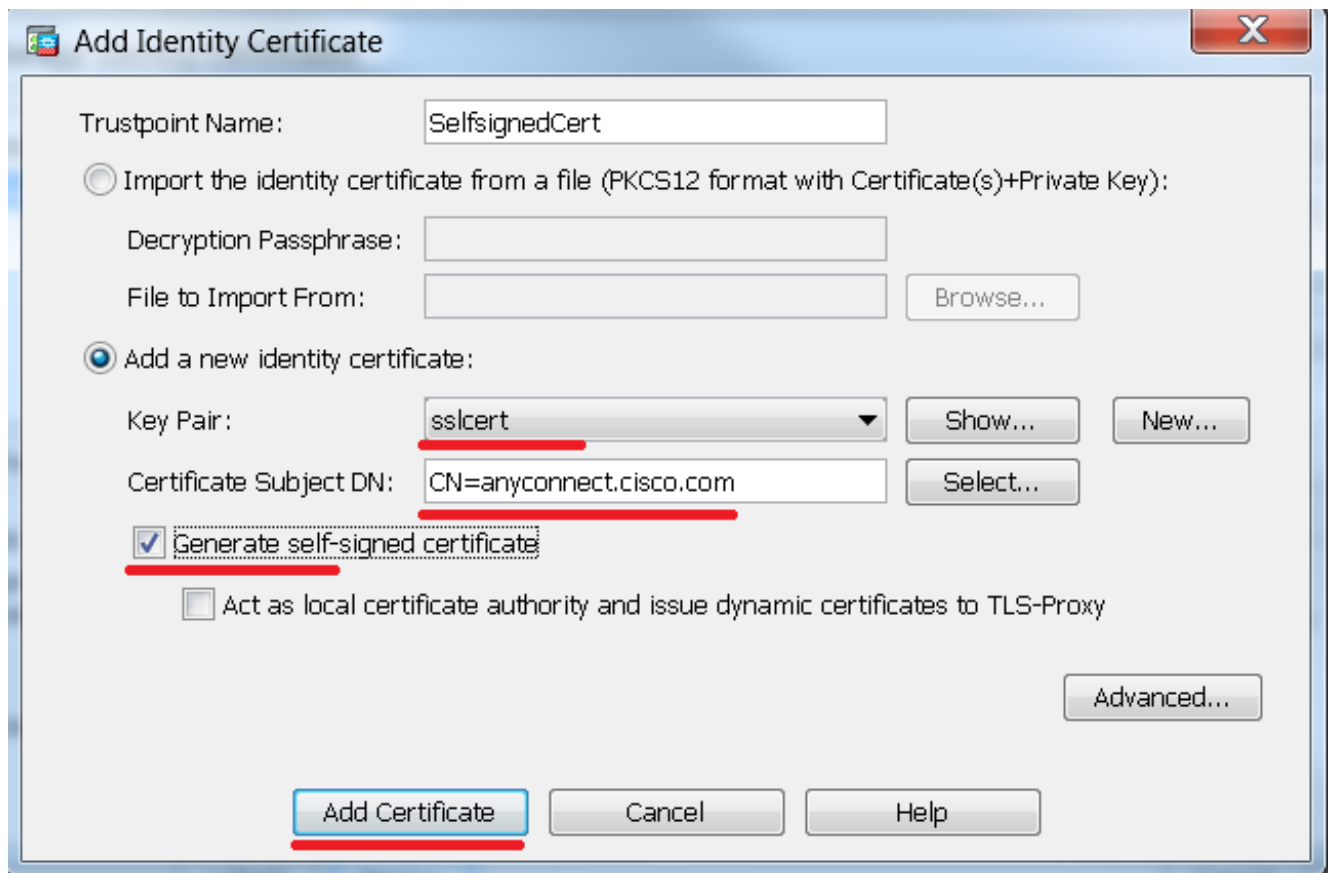 Add Identity Certificate
X
Trustpoint Name: SelfsignedCert
Import the identity certificate from a file (PKCS12 format with Certificate(s)+Private Key):
Decryption Passphrase:
File to Import From: Browse...
Add a new identity certificate:
Key Pair: sslcert Show... New...
Certificate Subject DN: CN=anyconnect.cisco.com Select...
Generate self-signed certificate
Act as local certificate authority and issue dynamic certificates to TLS-Proxy
Advanced...
Add Certificate Cancel Help